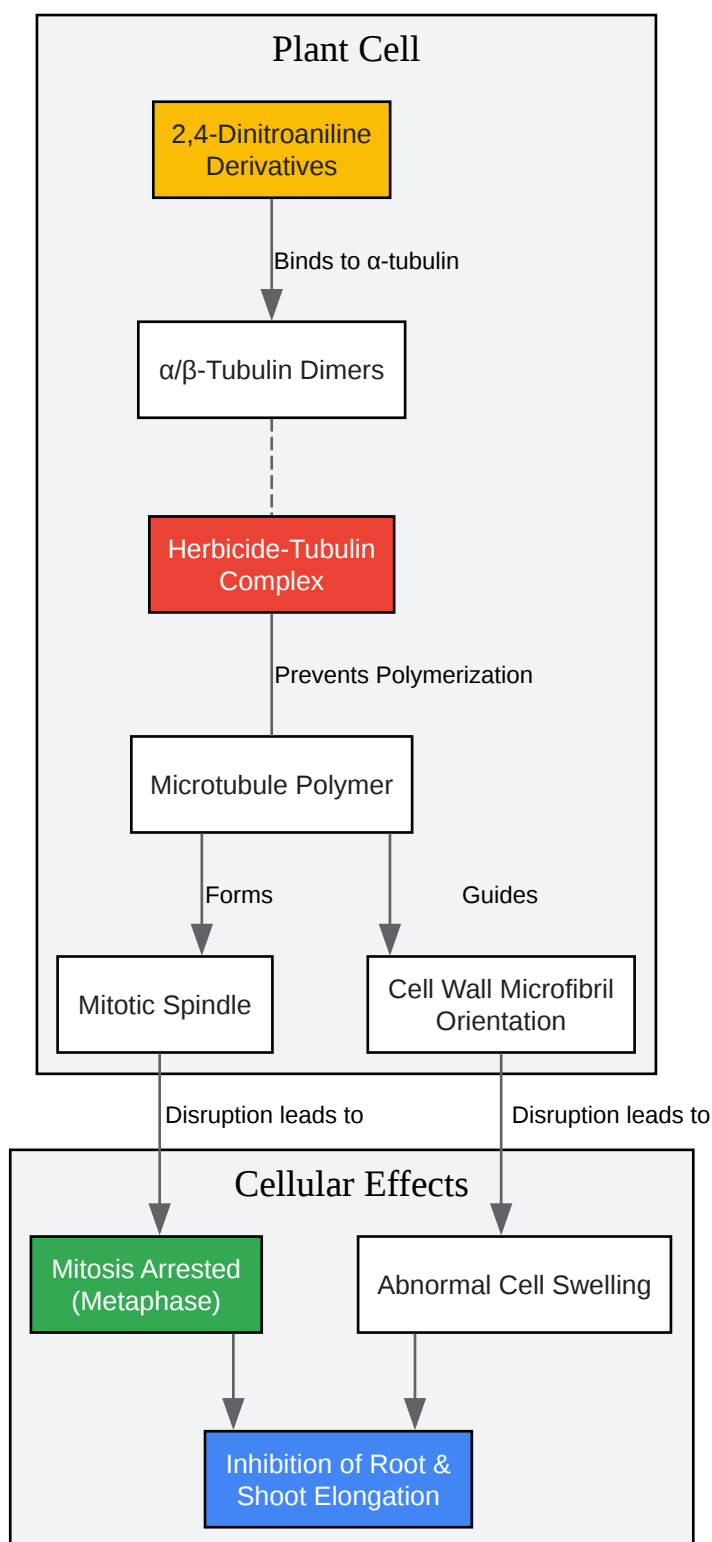 Plant Cell
2,4-Dinitroaniline
Derivatives
Binds to α-tubulin
α/β-Tubulin Dimers
Herbicide-Tubulin
Complex
Prevents Polymerization
Microtubule Polymer
Forms
Guides
Mitotic Spindle
Cell Wall Microfibril
Orientation
Disruption leads to
Disruption leads to
Cellular Effects
Mitosis Arrested
(Metaphase)
Abnormal Cell Swelling
Inhibition of Root &
Shoot Elongation